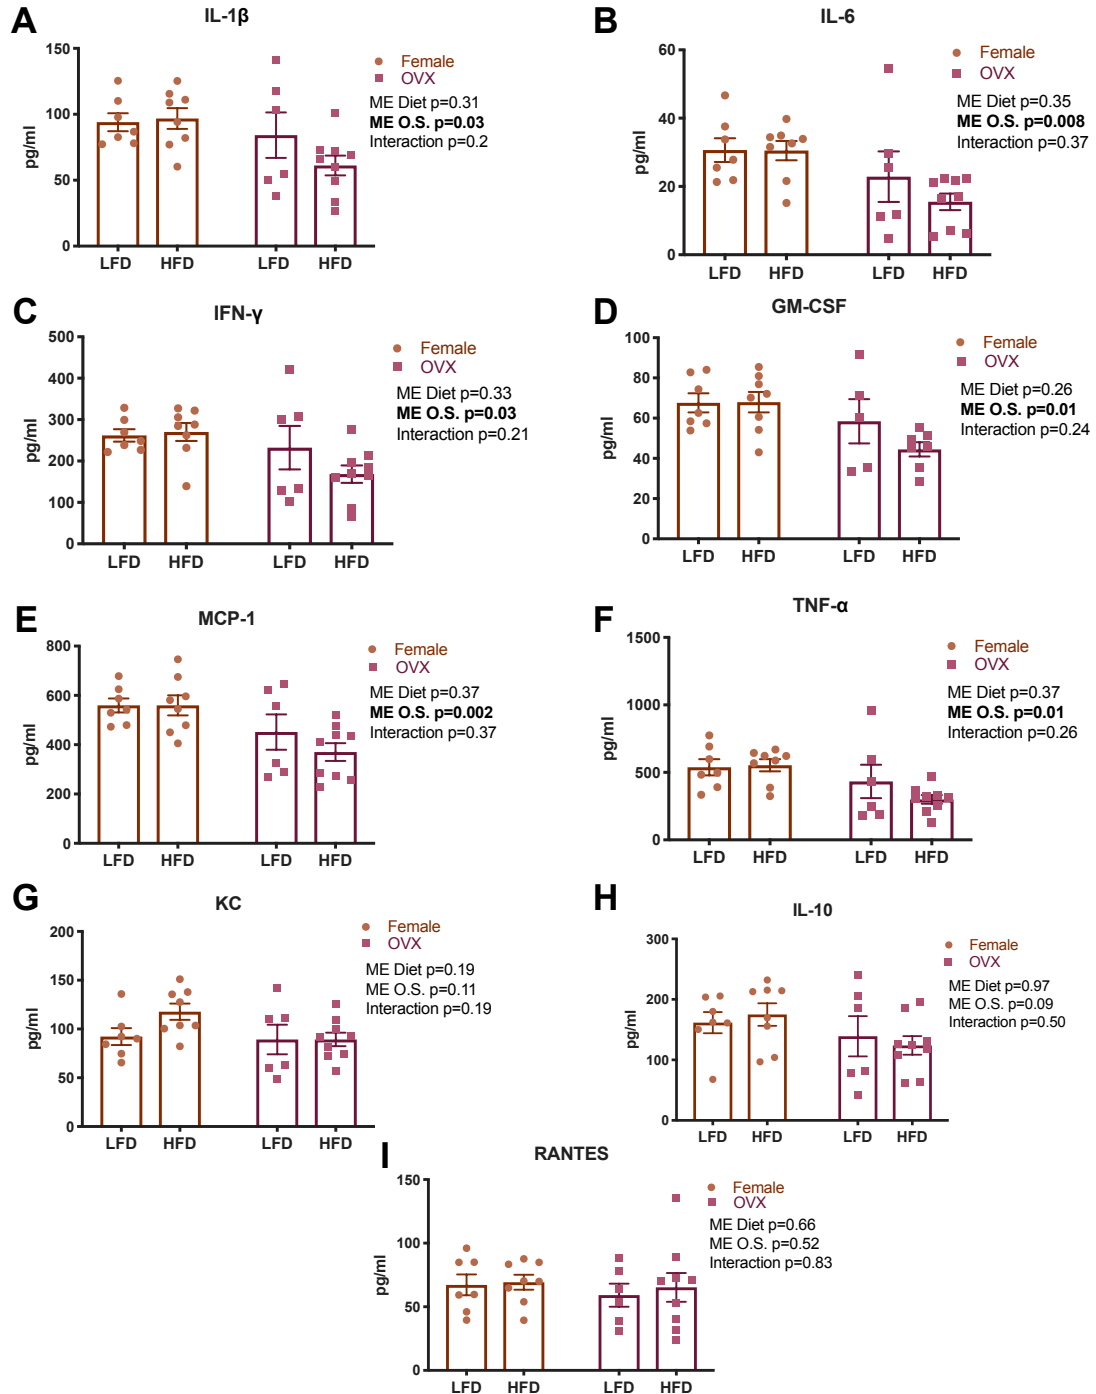 A
IL-1β
150
100
50
0
pg/ml
LFD
HFD
LFD
HFD
Female
OVX
ME Diet p=0.31
ME O.S. p=0.03
Interaction p=0.2
B
IL-6
60
40
20
0
pg/ml
LFD
HFD
LFD
HFD
Female
OVX
ME Diet p=0.35
ME O.S. p=0.008
Interaction p=0.37
C
IFN-γ
500
400
300
200
100
0
pg/ml
LFD
HFD
LFD
HFD
Female
OVX
ME Diet p=0.33
ME O.S. p=0.03
Interaction p=0.21
D
GM-CSF
100
80
60
40
20
0
pg/ml
LFD
HFD
LFD
HFD
Female
OVX
ME Diet p=0.26
ME O.S. p=0.01
Interaction p=0.24
E
MCP-1
800
600
400
200
0
pg/ml
LFD
HFD
LFD
HFD
Female
OVX
ME Diet p=0.37
ME O.S. p=0.002
Interaction p=0.37
F
TNF-α
1500
1000
500
0
pg/ml
LFD
HFD
LFD
HFD
Female
OVX
ME Diet p=0.37
ME O.S. p=0.01
Interaction p=0.26
G
KC
200
150
100
50
0
pg/ml
LFD
HFD
LFD
HFD
Female
OVX
ME Diet p=0.19
ME O.S. p=0.11
Interaction p=0.19
H
IL-10
300
200
100
0
pg/ml
LFD
HFD
LFD
HFD
Female
OVX
ME Diet p=0.97
ME O.S. p=0.09
Interaction p=0.50
I
RANTES
150
100
50
0
pg/ml
LFD
HFD
LFD
HFD
Female
OVX
ME Diet p=0.66
ME O.S. p=0.52
Interaction p=0.83